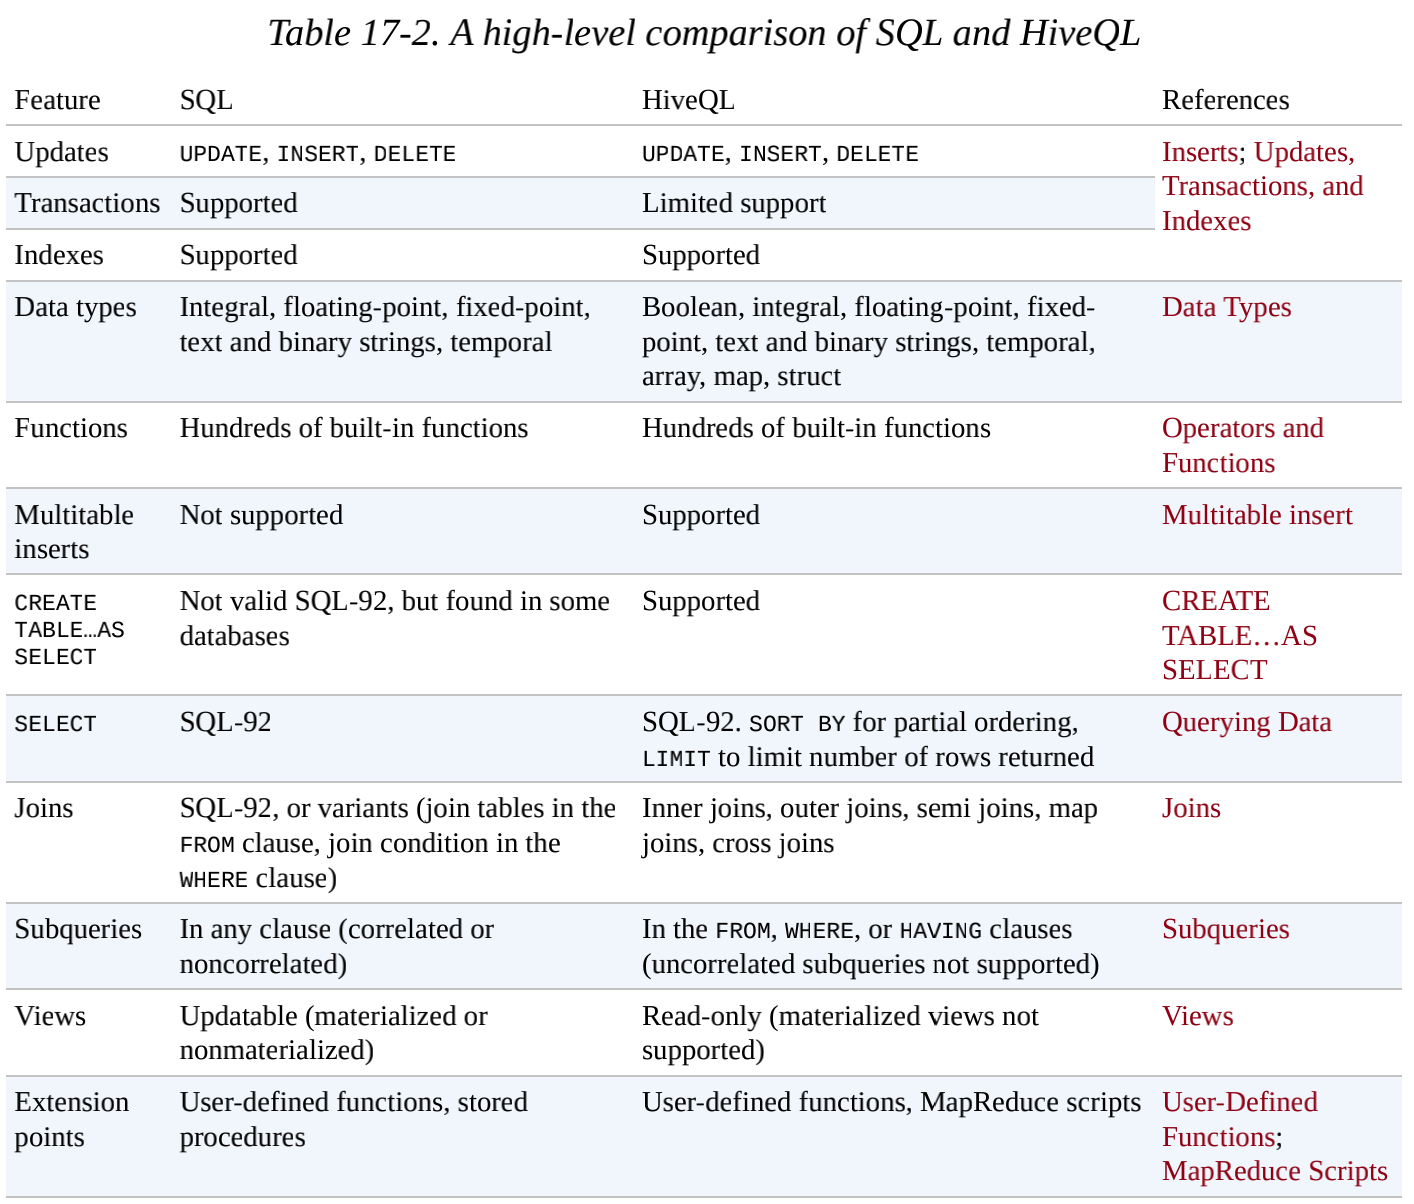 Table 17-2. A high-level comparison of SQL and HiveQL
Feature SQL HiveQL References
Updates UPDATE, INSERT, DELETE UPDATE, INSERT, DELETE Inserts; Updates,
Transactions, and
Indexes
Transactions Supported Limited support
Indexes Supported Supported
Data types Integral, floating-point, fixed-point, Boolean, integral, floating-point, fixed- Data Types
text and binary strings, temporal point, text and binary strings, temporal,
array, map, struct
Functions Hundreds of built-in functions Hundreds of built-in functions Operators and
Functions
Multitable Not supported Supported Multitable insert
inserts
CREATE Not valid SQL-92, but found in some Supported CREATE
TABLE…AS databases TABLE…AS
SELECT SELECT
SELECT SQL-92 SQL-92. SORT BY for partial ordering, Querying Data
LIMIT to limit number of rows returned
Joins SQL-92, or variants (join tables in the Inner joins, outer joins, semi joins, map Joins
FROM clause, join condition in the joins, cross joins
WHERE clause)
Subqueries In any clause (correlated or In the FROM, WHERE, or HAVING clauses Subqueries
noncorrelated) (uncorrelated subqueries not supported)
Views Updatable (materialized or Read-only (materialized views not Views
nonmaterialized) supported)
Extension User-defined functions, stored User-defined functions, MapReduce scripts User-Defined
points procedures Functions;
MapReduce Scripts